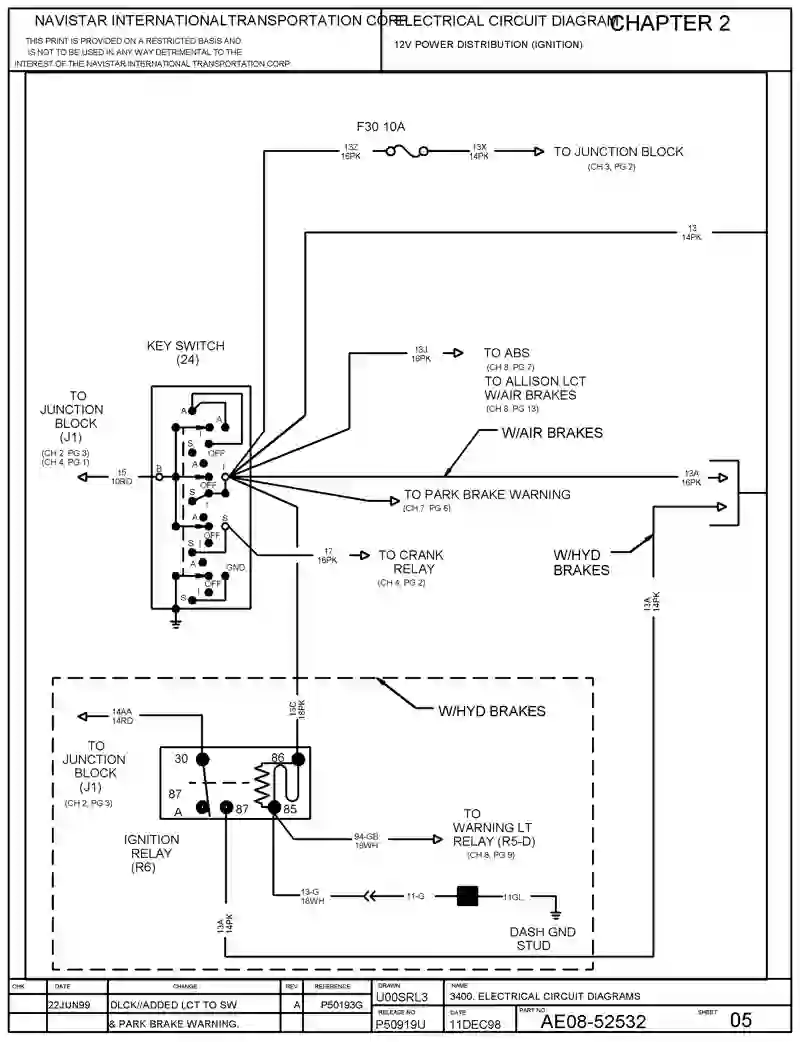 NAVISTAR INTERNATIONALTRANSPORTATION CORP.
ELECTRICAL CIRCUIT DIAGRAM
CHAPTER 2
THIS PRINT IS PROVIDED ON A RESTRICTED BASIS AND
IS NOT TO BE USED IN ANY WAY DETRIMENTAL TO THE
INTEREST OF THE NAVISTAR INTERNATIONAL TRANSPORTATION CORP
12V POWER DISTRIBUTION (IGNITION)
F30 10A
13Z
16PK
13X
14PK
TO JUNCTION BLOCK
(CH 3, PG 2)
13
14PK
KEY SWITCH
(24)
13J
16PK
TO ABS
(CH 8 PG 7)
TO ALLISON LCT
W/AIR BRAKES
(CH 8 PG 13)
TO
JUNCTION
BLOCK
(J1)
(CH 2 PG 3)
(CH 4, PG 1)
15
10RD
B
A
A
I
S
OFF
A
I
OFF
S
I
A
S
OFF
S
I
A
GND
OFF
I
S
W/AIR BRAKES
13A
16PK
TO PARK BRAKE WARNING
(CH 7 PG 6)
17
16PK
TO CRANK
RELAY
(CH 4, PG 2)
W/HYD
BRAKES
13A
14PK
18PK
W/HYD BRAKES
14AA
14RD
TO
JUNCTION
BLOCK
(J1)
(CH 2, PG 3)
30
86
87
A
87
85
IGNITION
RELAY
(R6)
94-GB
18WH
TO
WARNING LT
RELAY (R5-D)
(CH 8, PG 9)
13-G
18WH
11-G
11GL
13A
14PK
DASH GND
STUD
CHK
DATE
CHANGE
REV
REFERENCE
DRAWN
NAME
U00SRL3
3400. ELECTRICAL CIRCUIT DIAGRAMS
22JUN99
DLCK//ADDED LCT TO SW
A
P50193G
RELEASE NO
DATE
PART NO.
SHEET
& PARK BRAKE WARNING.
P50919U
11DEC98
AE08-52532
05